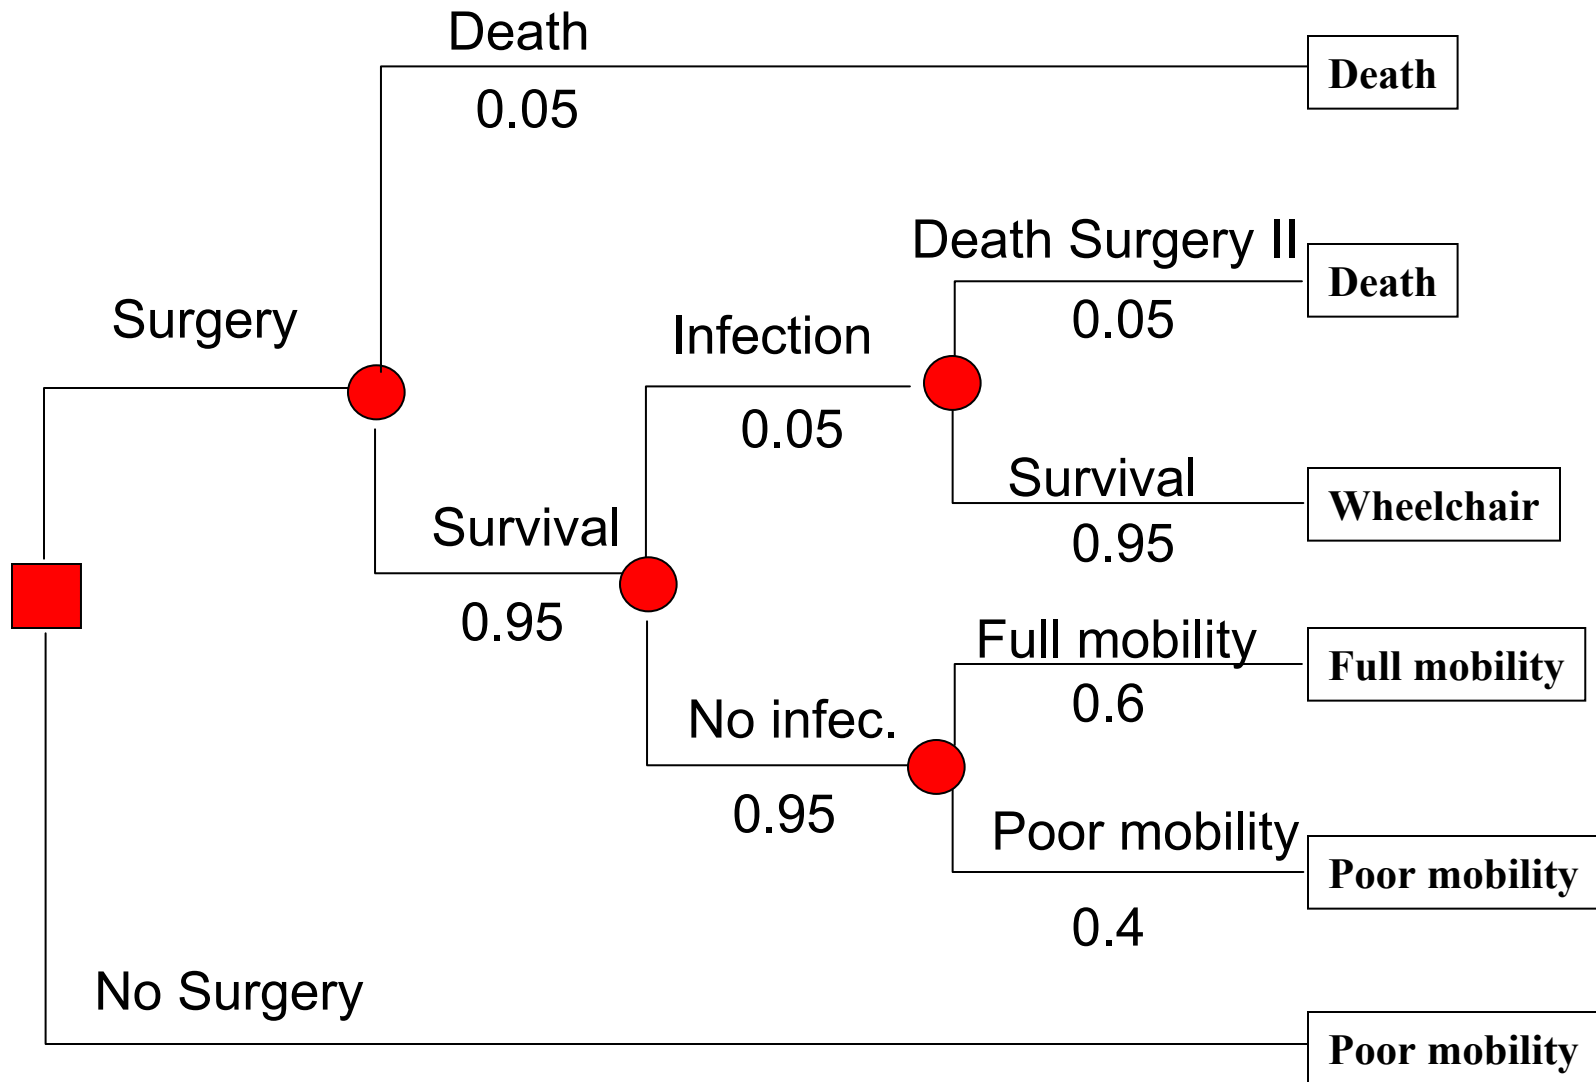 Death
0.05
Death
Death Surgery II
0.05
Death
Surgery
Infection
0.05
Survival
0.95
Wheelchair
Survival
0.95
Full mobility
0.6
Full mobility
No infec.
0.95
Poor mobility
0.4
Poor mobility
No Surgery
Poor mobility